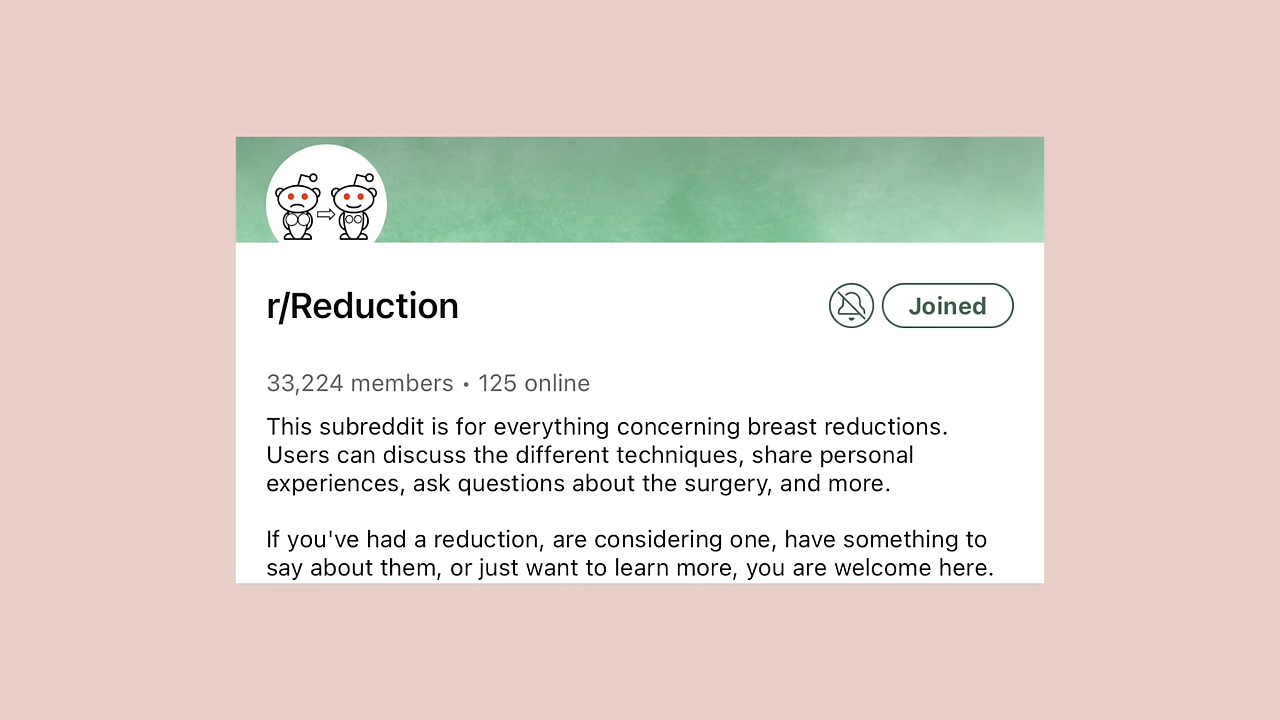 r/Reduction
Joined
33,224 members • 125 online
This subreddit is for everything concerning breast reductions.
Users can discuss the different techniques, share personal
experiences, ask questions about the surgery, and more.
If you've had a reduction, are considering one, have something to
say about them, or just want to learn more, you are welcome here.